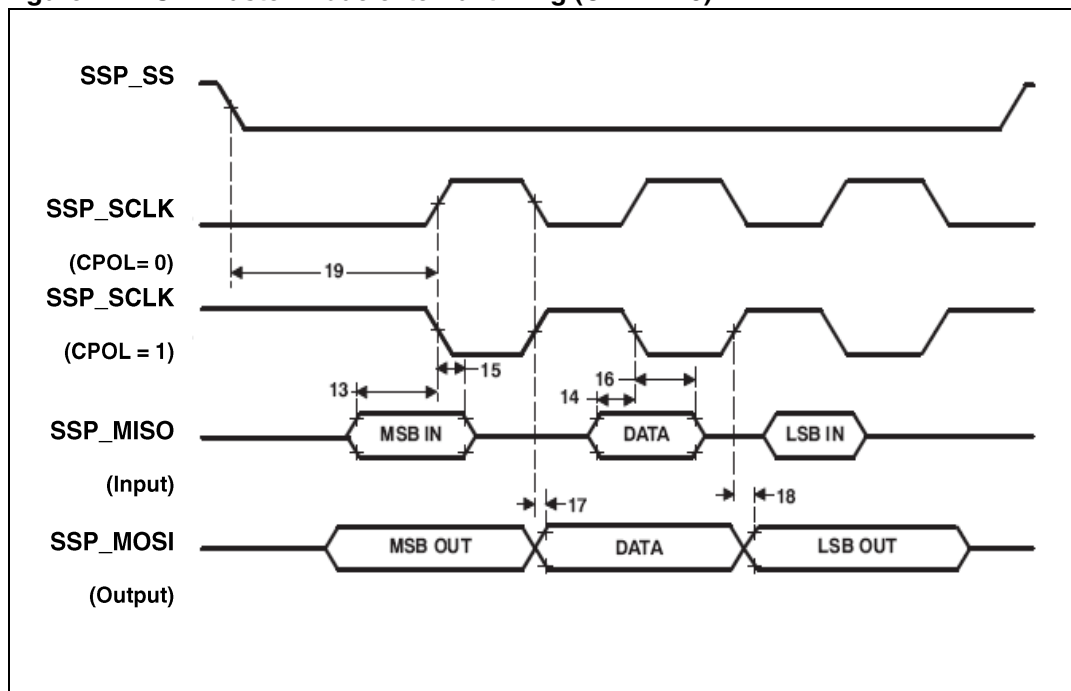 SSP_SS
SSP_SCLK
(CPOL= 0)
19
SSP_SCLK
(CPOL = 1)
15
13
16
14
SSP_MISO
MSB IN
DATA
LSB IN
(Input)
17
18
SSP_MOSI
MSB OUT
DATA
LSB OUT
(Output)